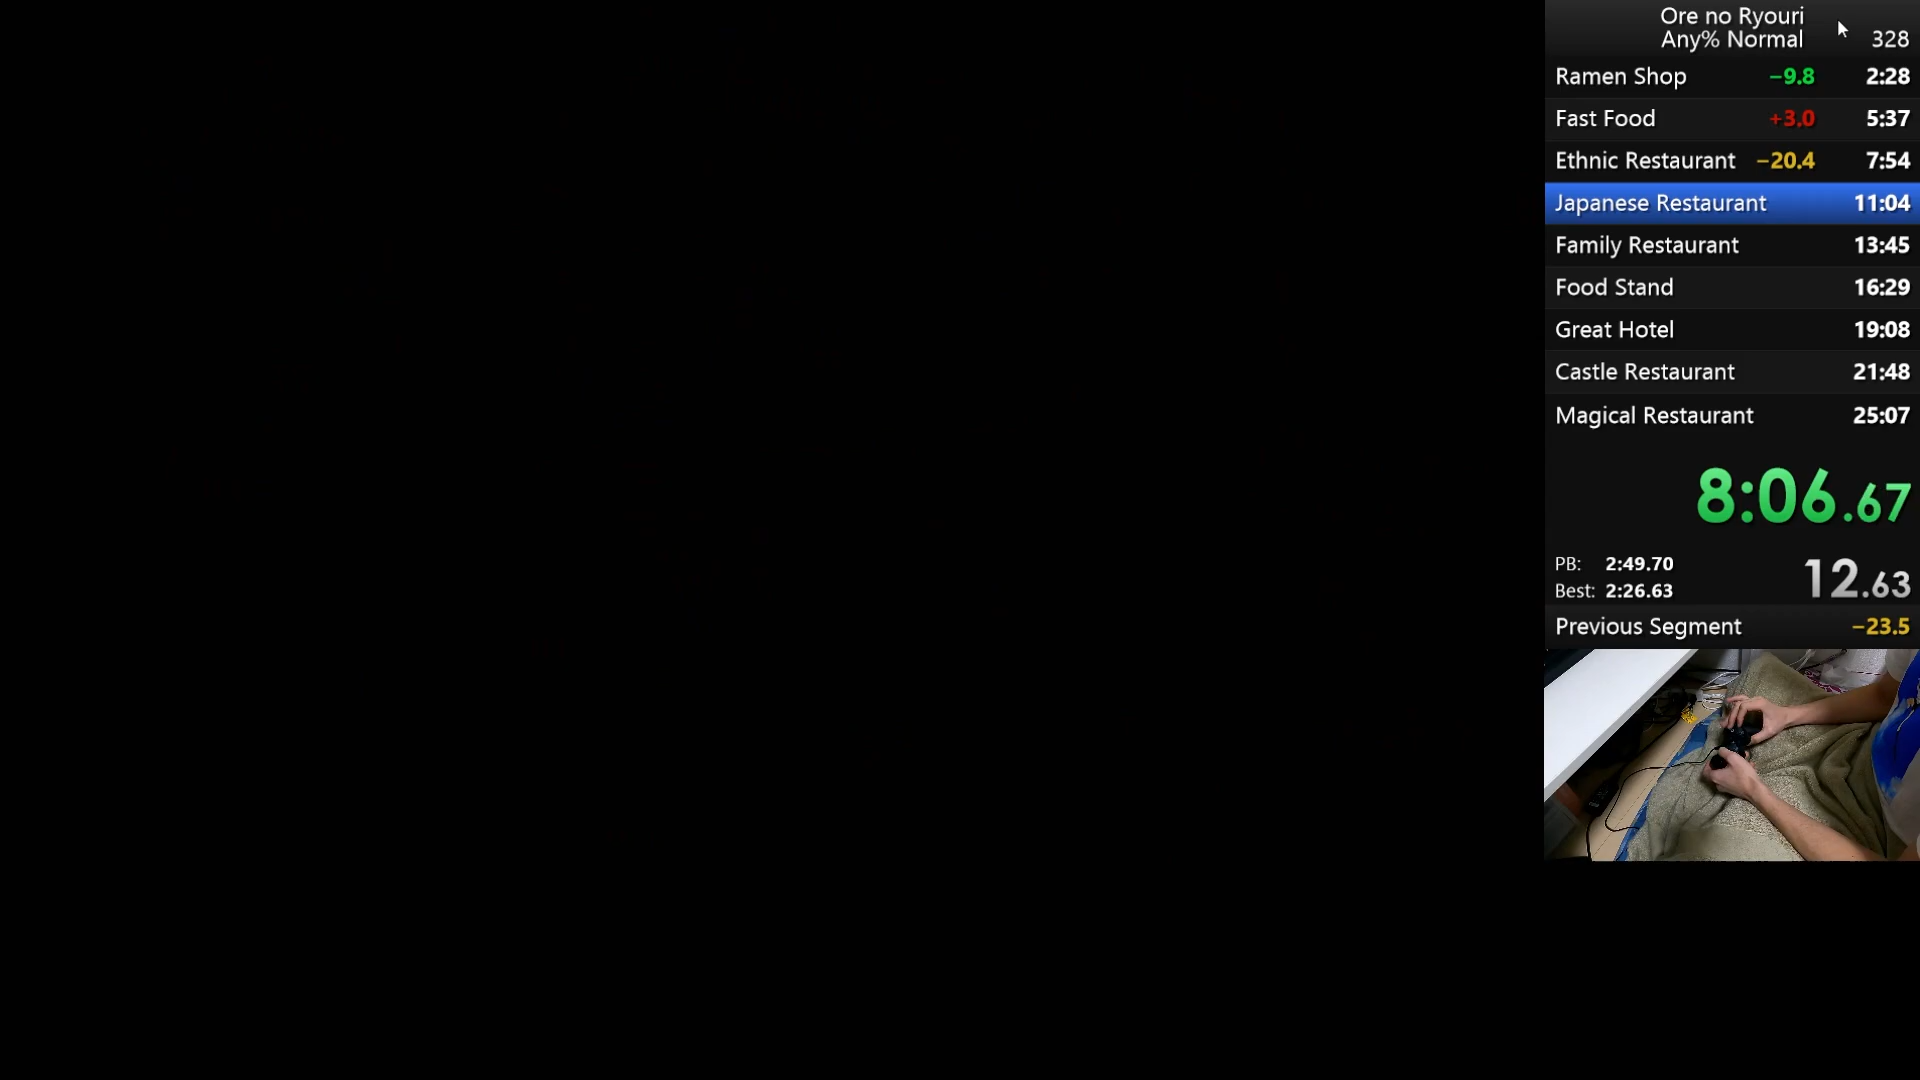 Ore no Ryouri
Any% Normal 328
Ramen Shop −9.8 2:28
Fast Food +3.0 5:37
Ethnic Restaurant −20.4 7:54
Japanese Restaurant 11:04
Family Restaurant 13:45
Food Stand 16:29
Great Hotel 19:08
Castle Restaurant 21:48
Magical Restaurant 25:07
8:06.67
PB: 2:49.70
Best: 2:26.63
12.63
Previous Segment −23.5